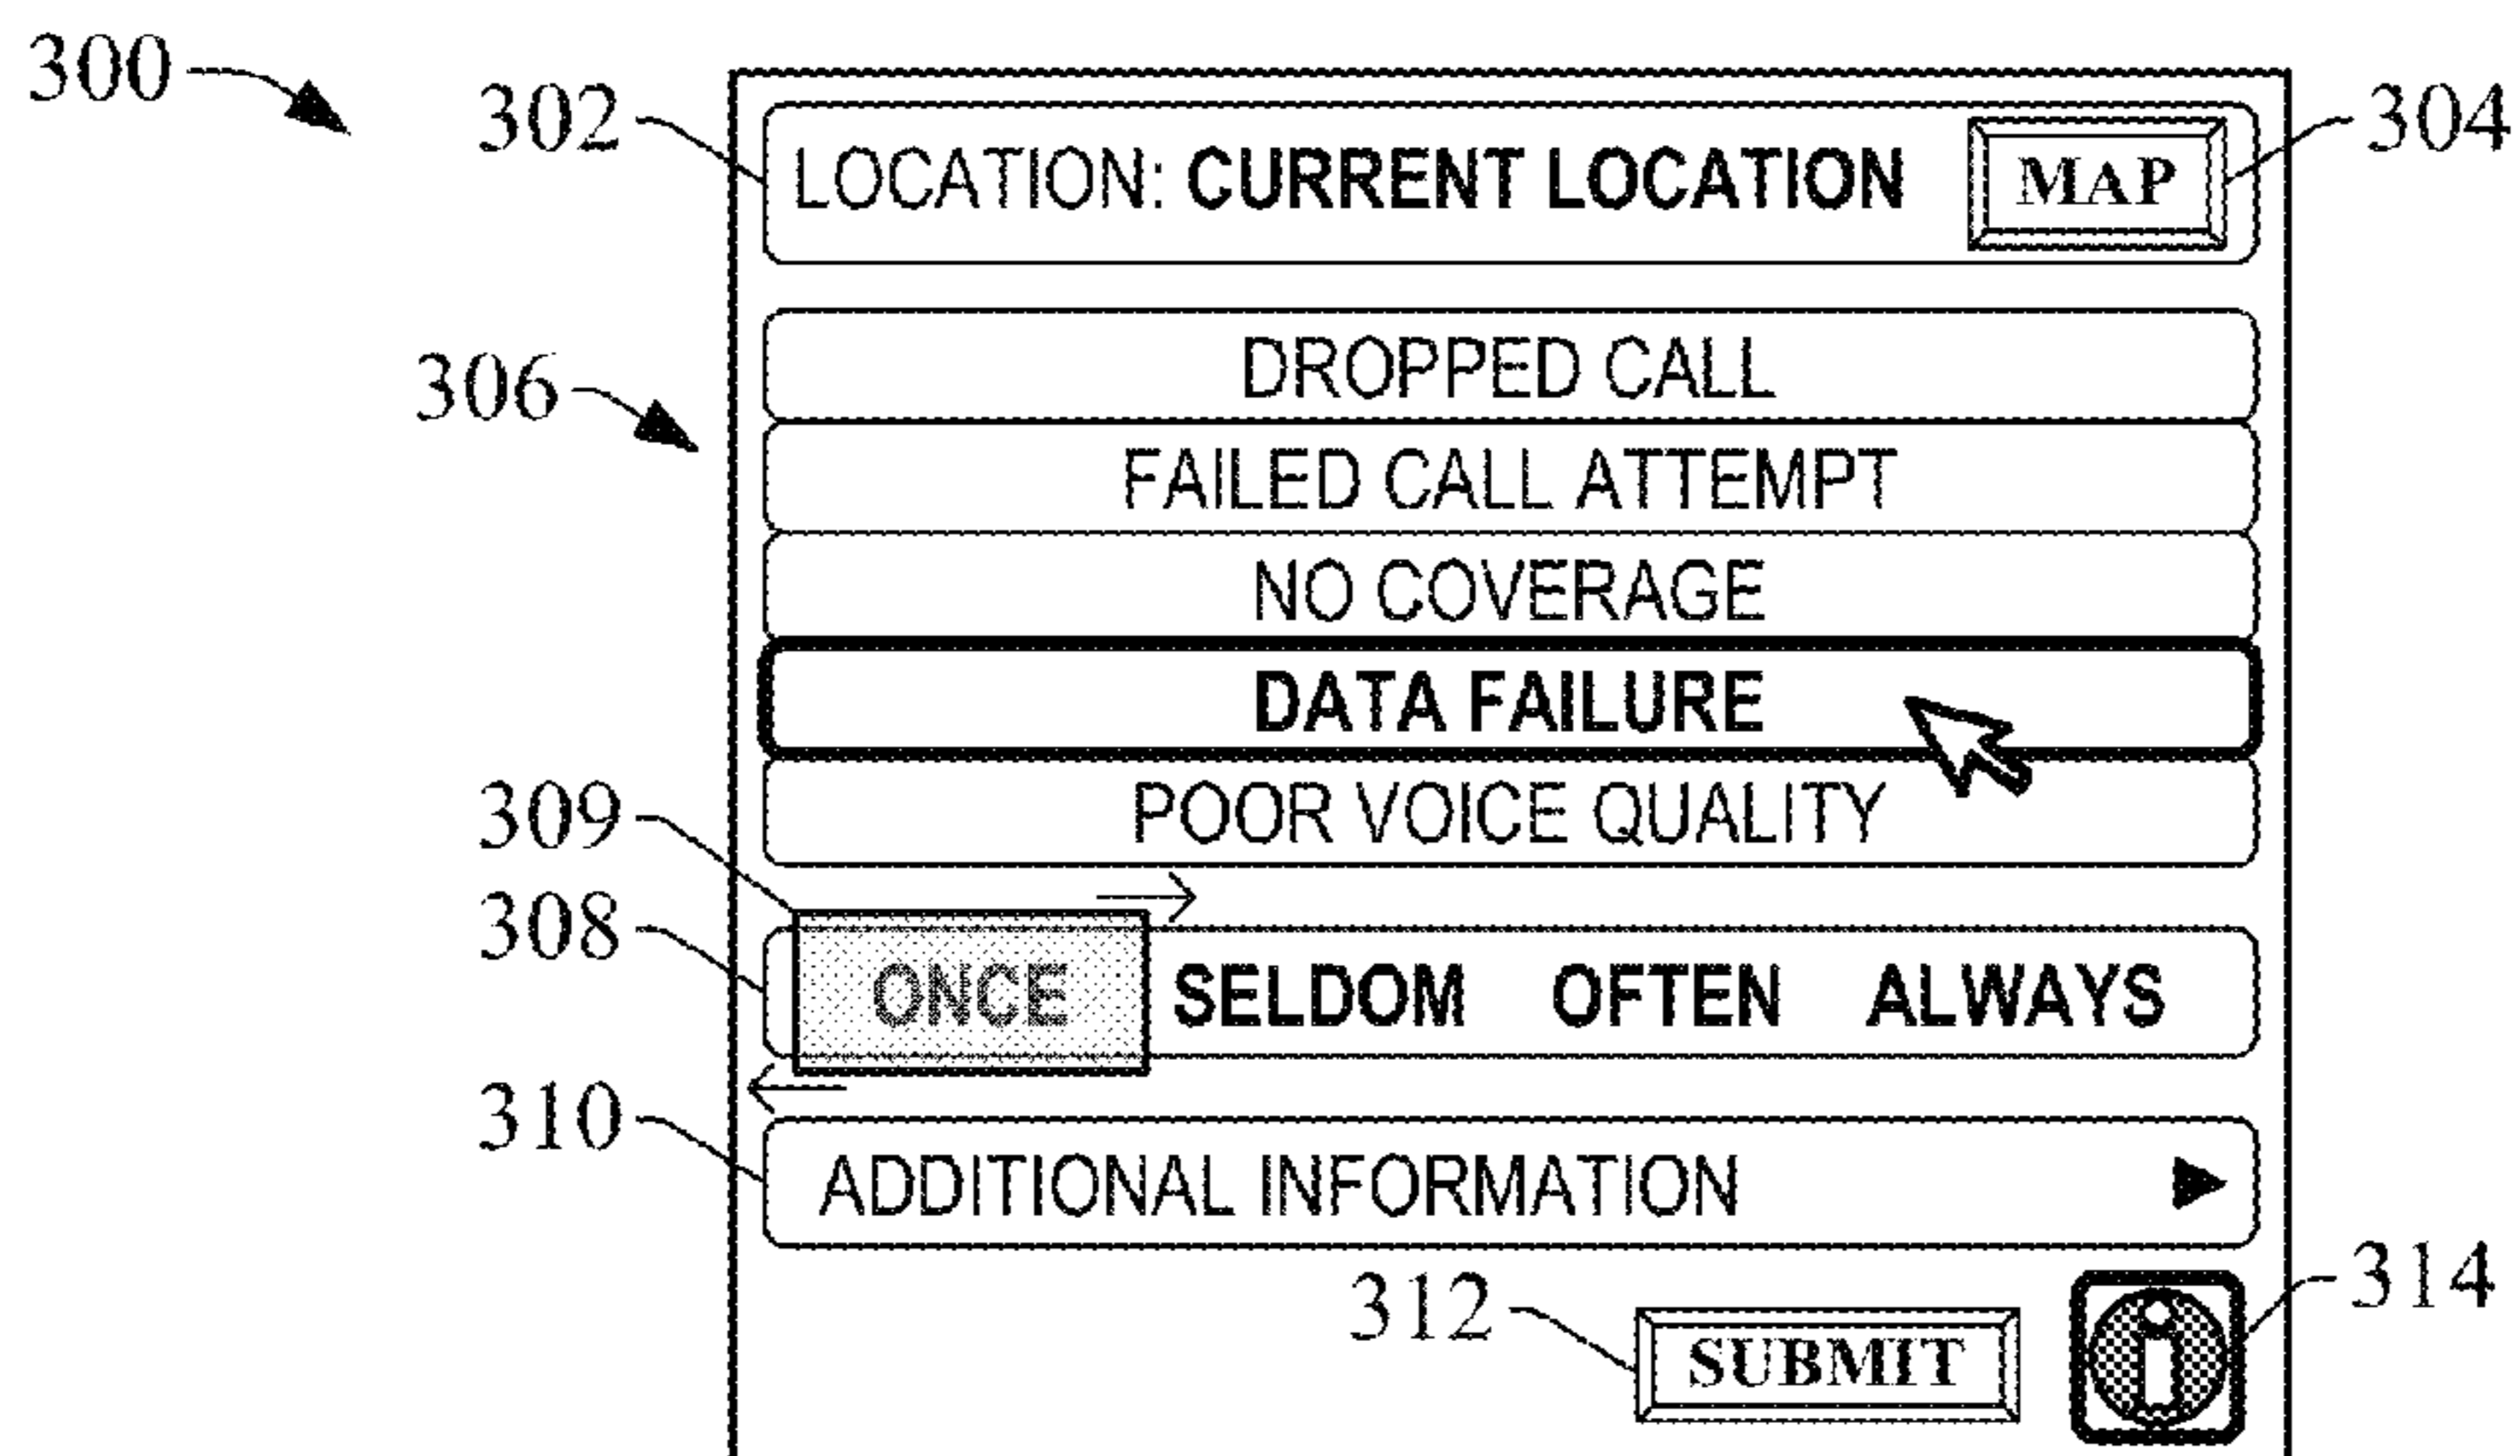 300
302
LOCATION: CURRENT LOCATION MAP
304
306
DROPPED CALL
FAILED CALL ATTEMPT
NO COVERAGE
DATA FAILURE
POOR VOICE QUALITY
309
308
ONCE SELDOM OFTEN ALWAYS
310
ADDITIONAL INFORMATION
312
SUBMIT
i
314